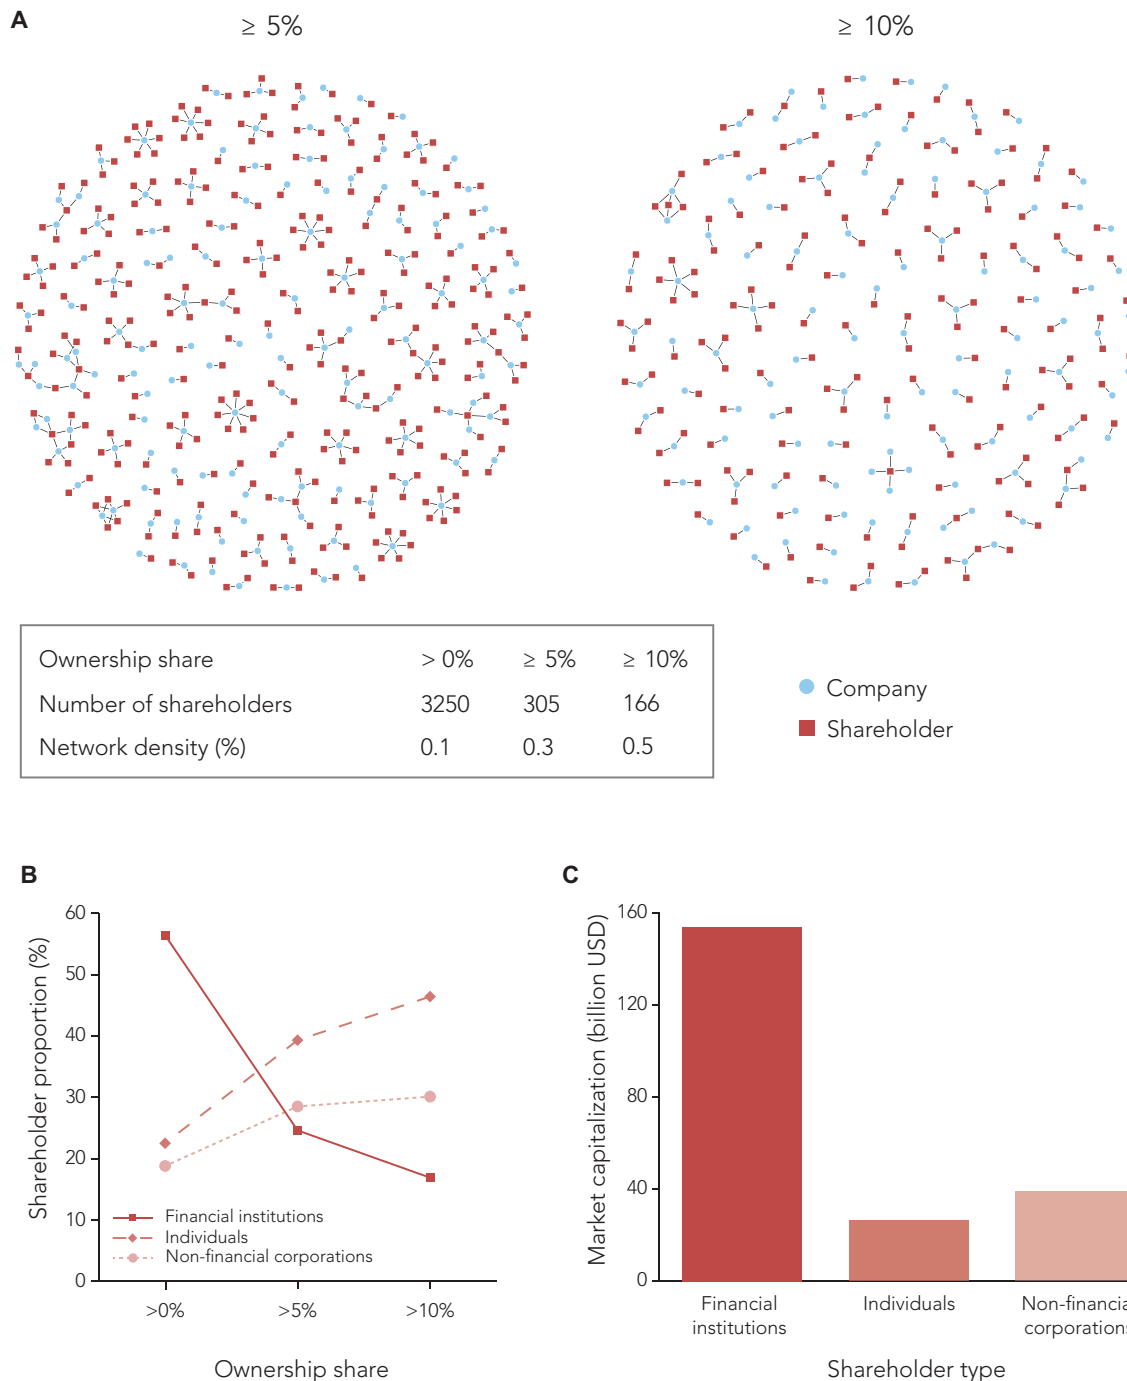 A
≥ 5%
≥ 10%
Ownership share > 0% ≥ 5% ≥ 10%
Number of shareholders 3250 305 166
Network density (%) 0.1 0.3 0.5
Company
Shareholder
B
Shareholder proportion (%)
60
50
40
30
20
10
0
Financial institutions
Individuals
Non-financial corporations
>0% >5% >10%
Ownership share
C
Market capitalization (billion USD)
160
120
80
40
0
Financial
institutions
Individuals
Non-financia
corporations
Shareholder type